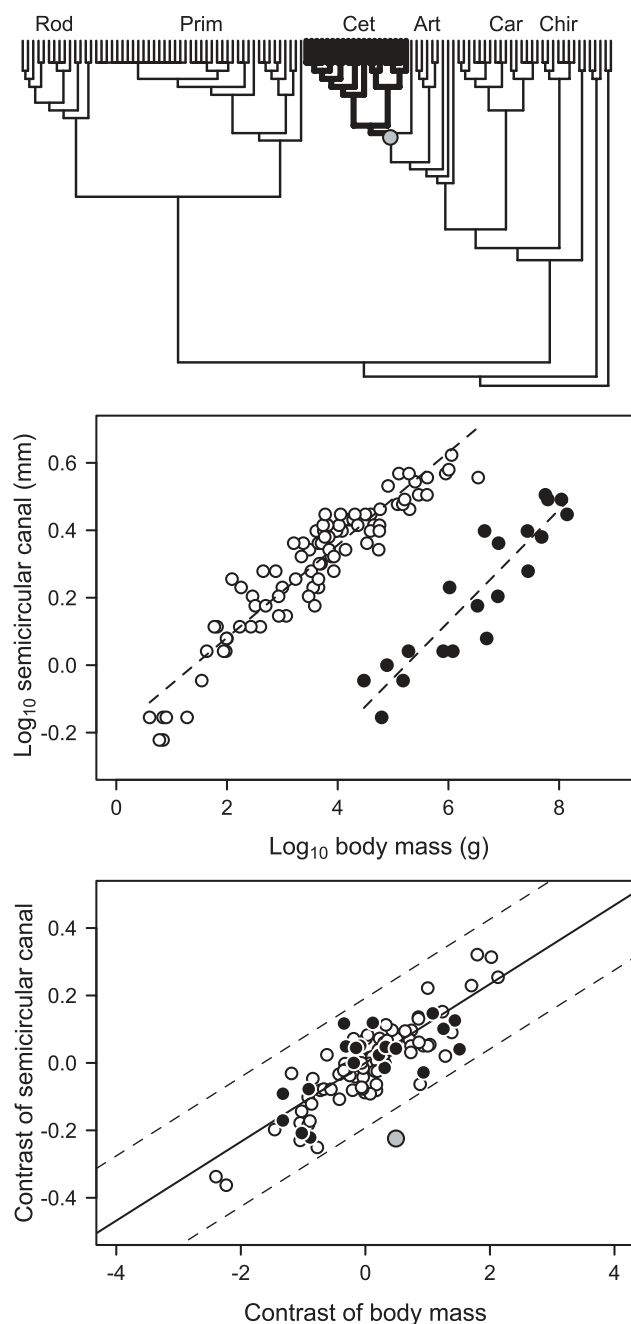 Rod Prim Cet Art Car Chir
Log₁₀ semicircular canal (mm)
0.6
0.4
0.2
0.0
-0.2
0 2 4 6 8
Log₁₀ body mass (g)
Contrast of semicircular canal
0.4
0.2
0.0
-0.2
-0.4
-4 -2 0 2 4
Contrast of body mass